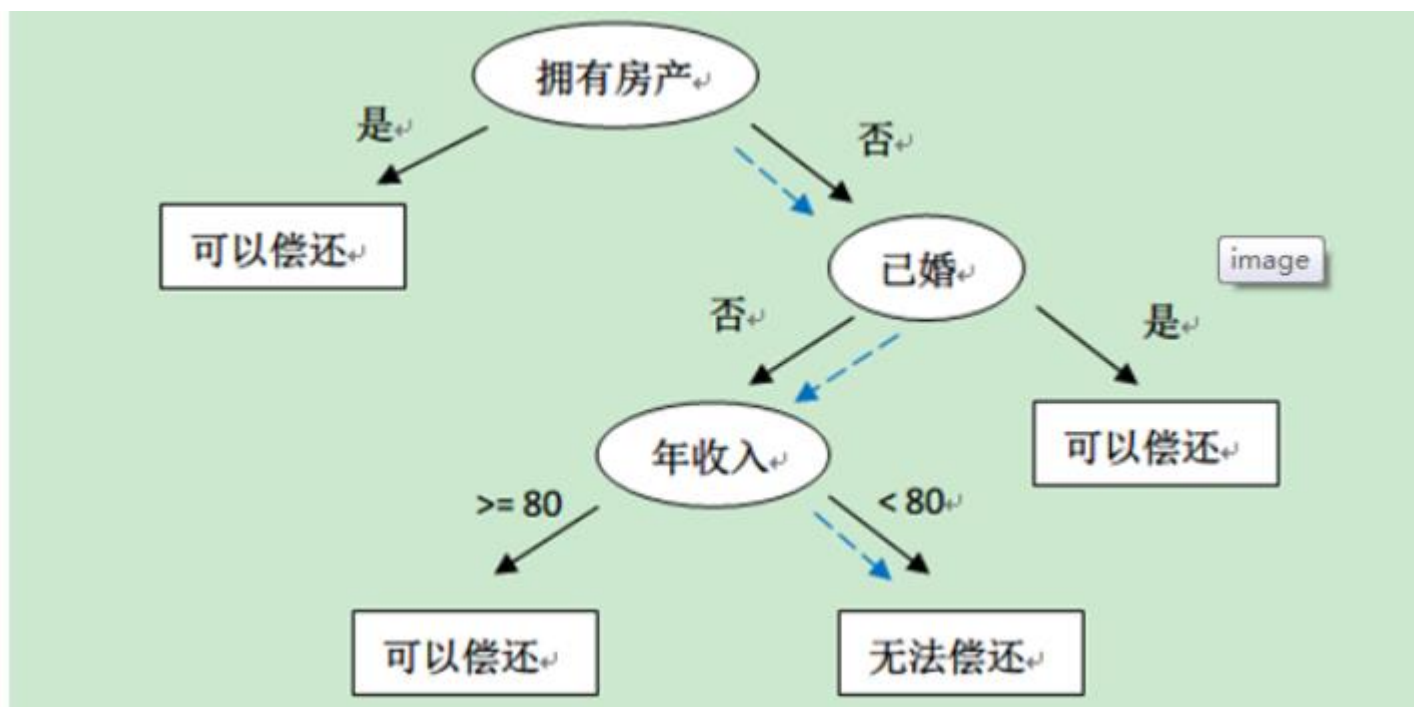 拥有房产
是
否
可以偿还
已婚
image
否
是
年收入
可以偿还
>= 80
< 80
可以偿还
无法偿还